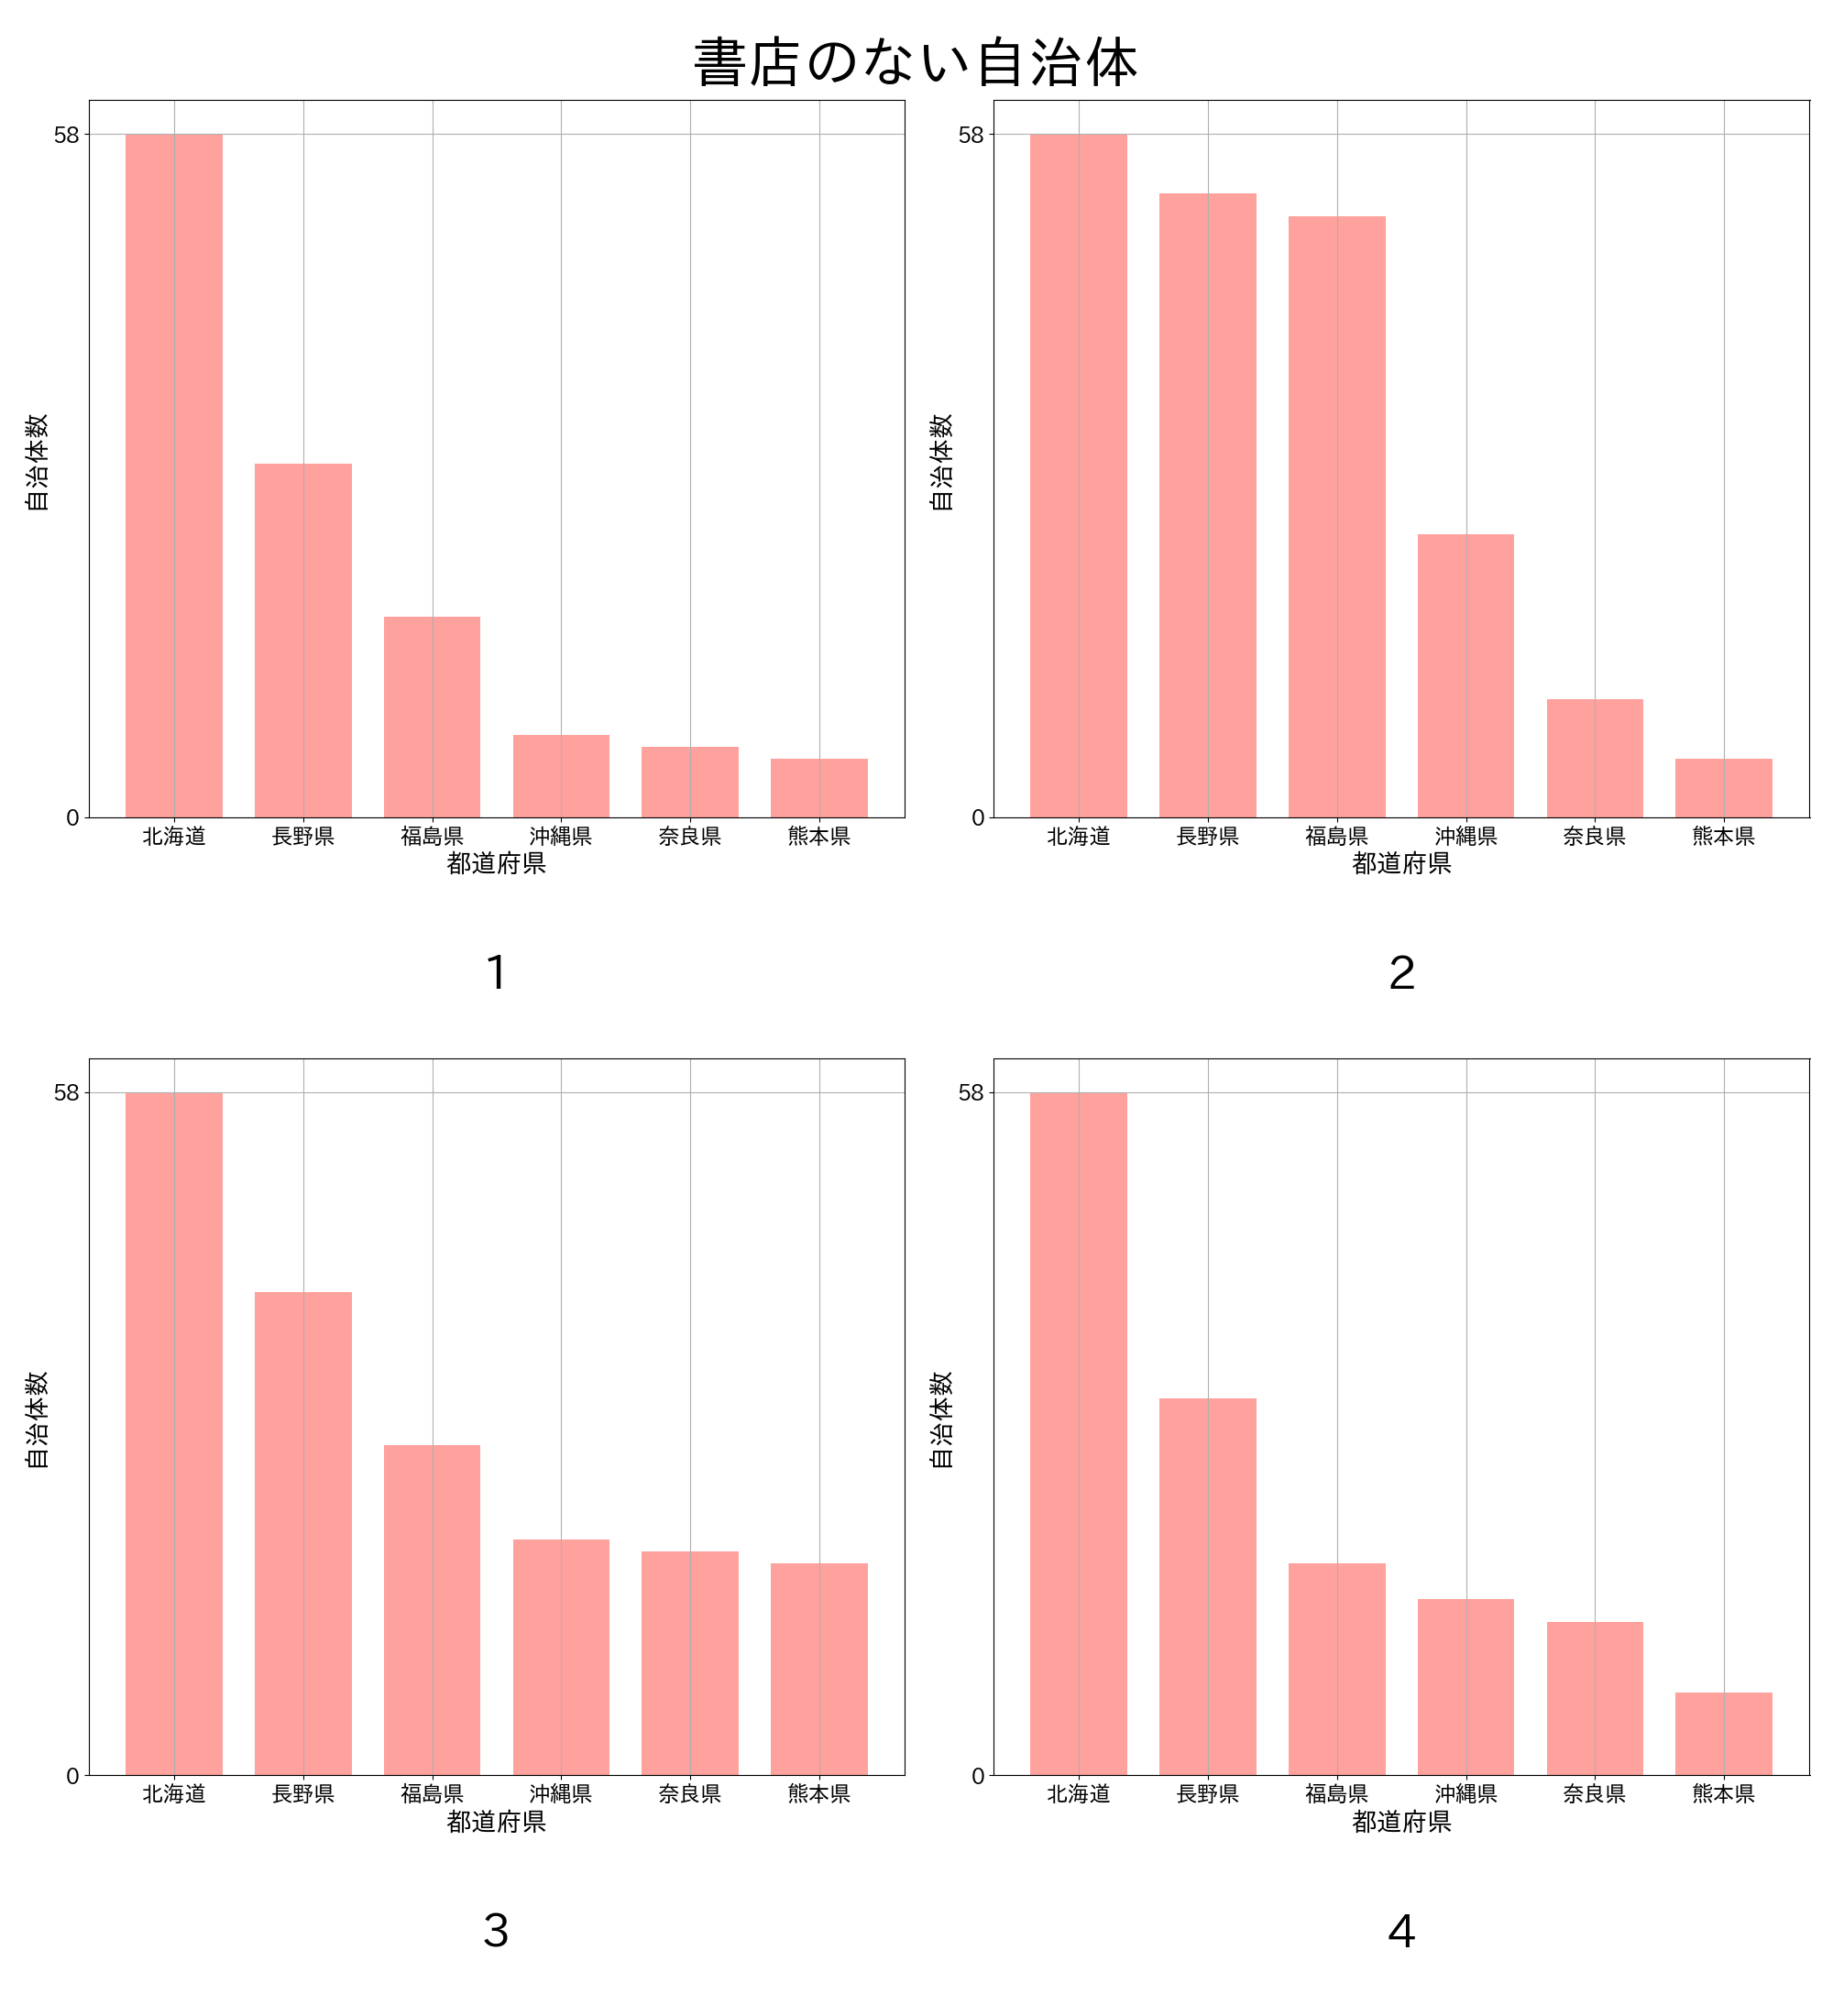 書店のない自治体
58
0
自治体数
北海道 長野県 福島県 沖縄県 奈良県 熊本県
都道府県
1
58
0
自治体数
北海道 長野県 福島県 沖縄県 奈良県 熊本県
都道府県
2
58
0
自治体数
北海道 長野県 福島県 沖縄県 奈良県 熊本県
都道府県
3
58
0
自治体数
北海道 長野県 福島県 沖縄県 奈良県 熊本県
都道府県
4